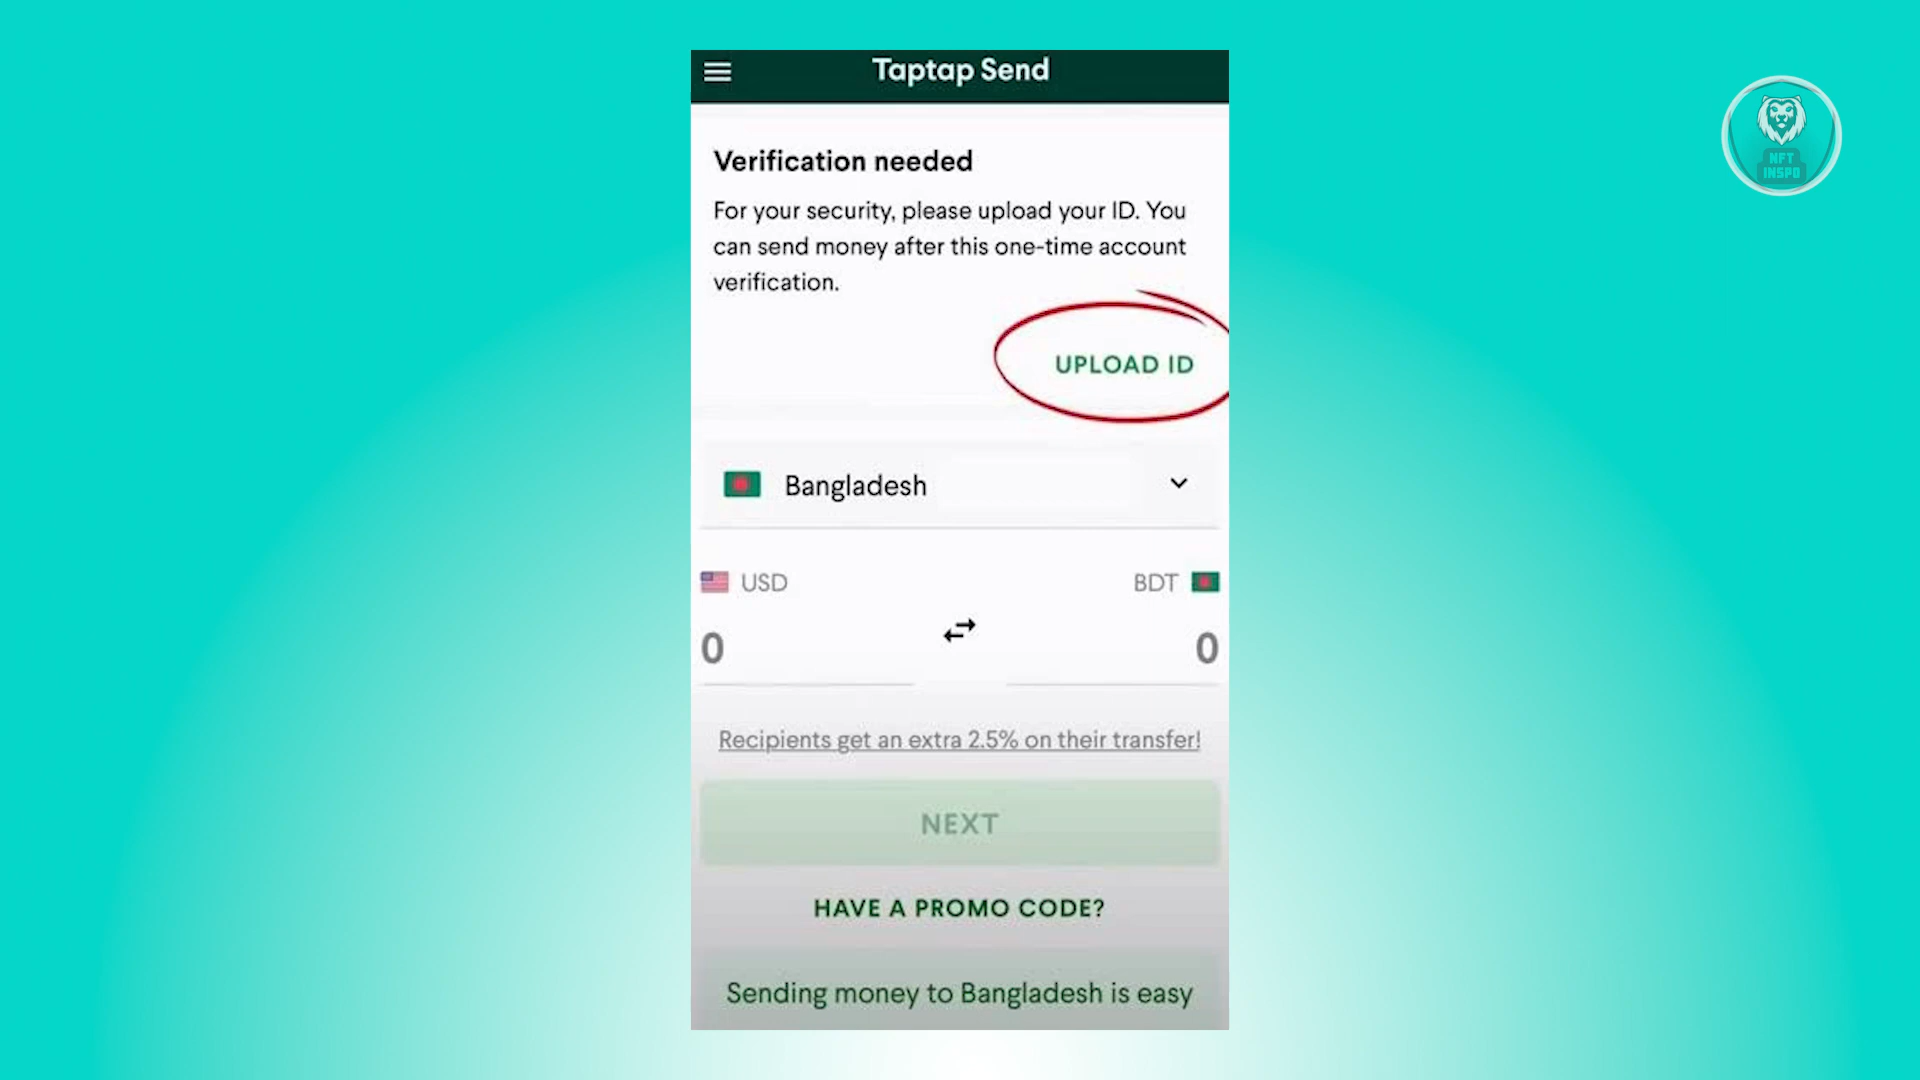 Taptap Send
NFT
INSPO
Verification needed
For your security, please upload your ID. You
can send money after this one-time account
verification.
UPLOAD ID
Bangladesh
USD
BDT
0
0
Recipients get an extra 2.5% on their transfer!
NEXT
HAVE A PROMO CODE?
Sending money to Bangladesh is easy